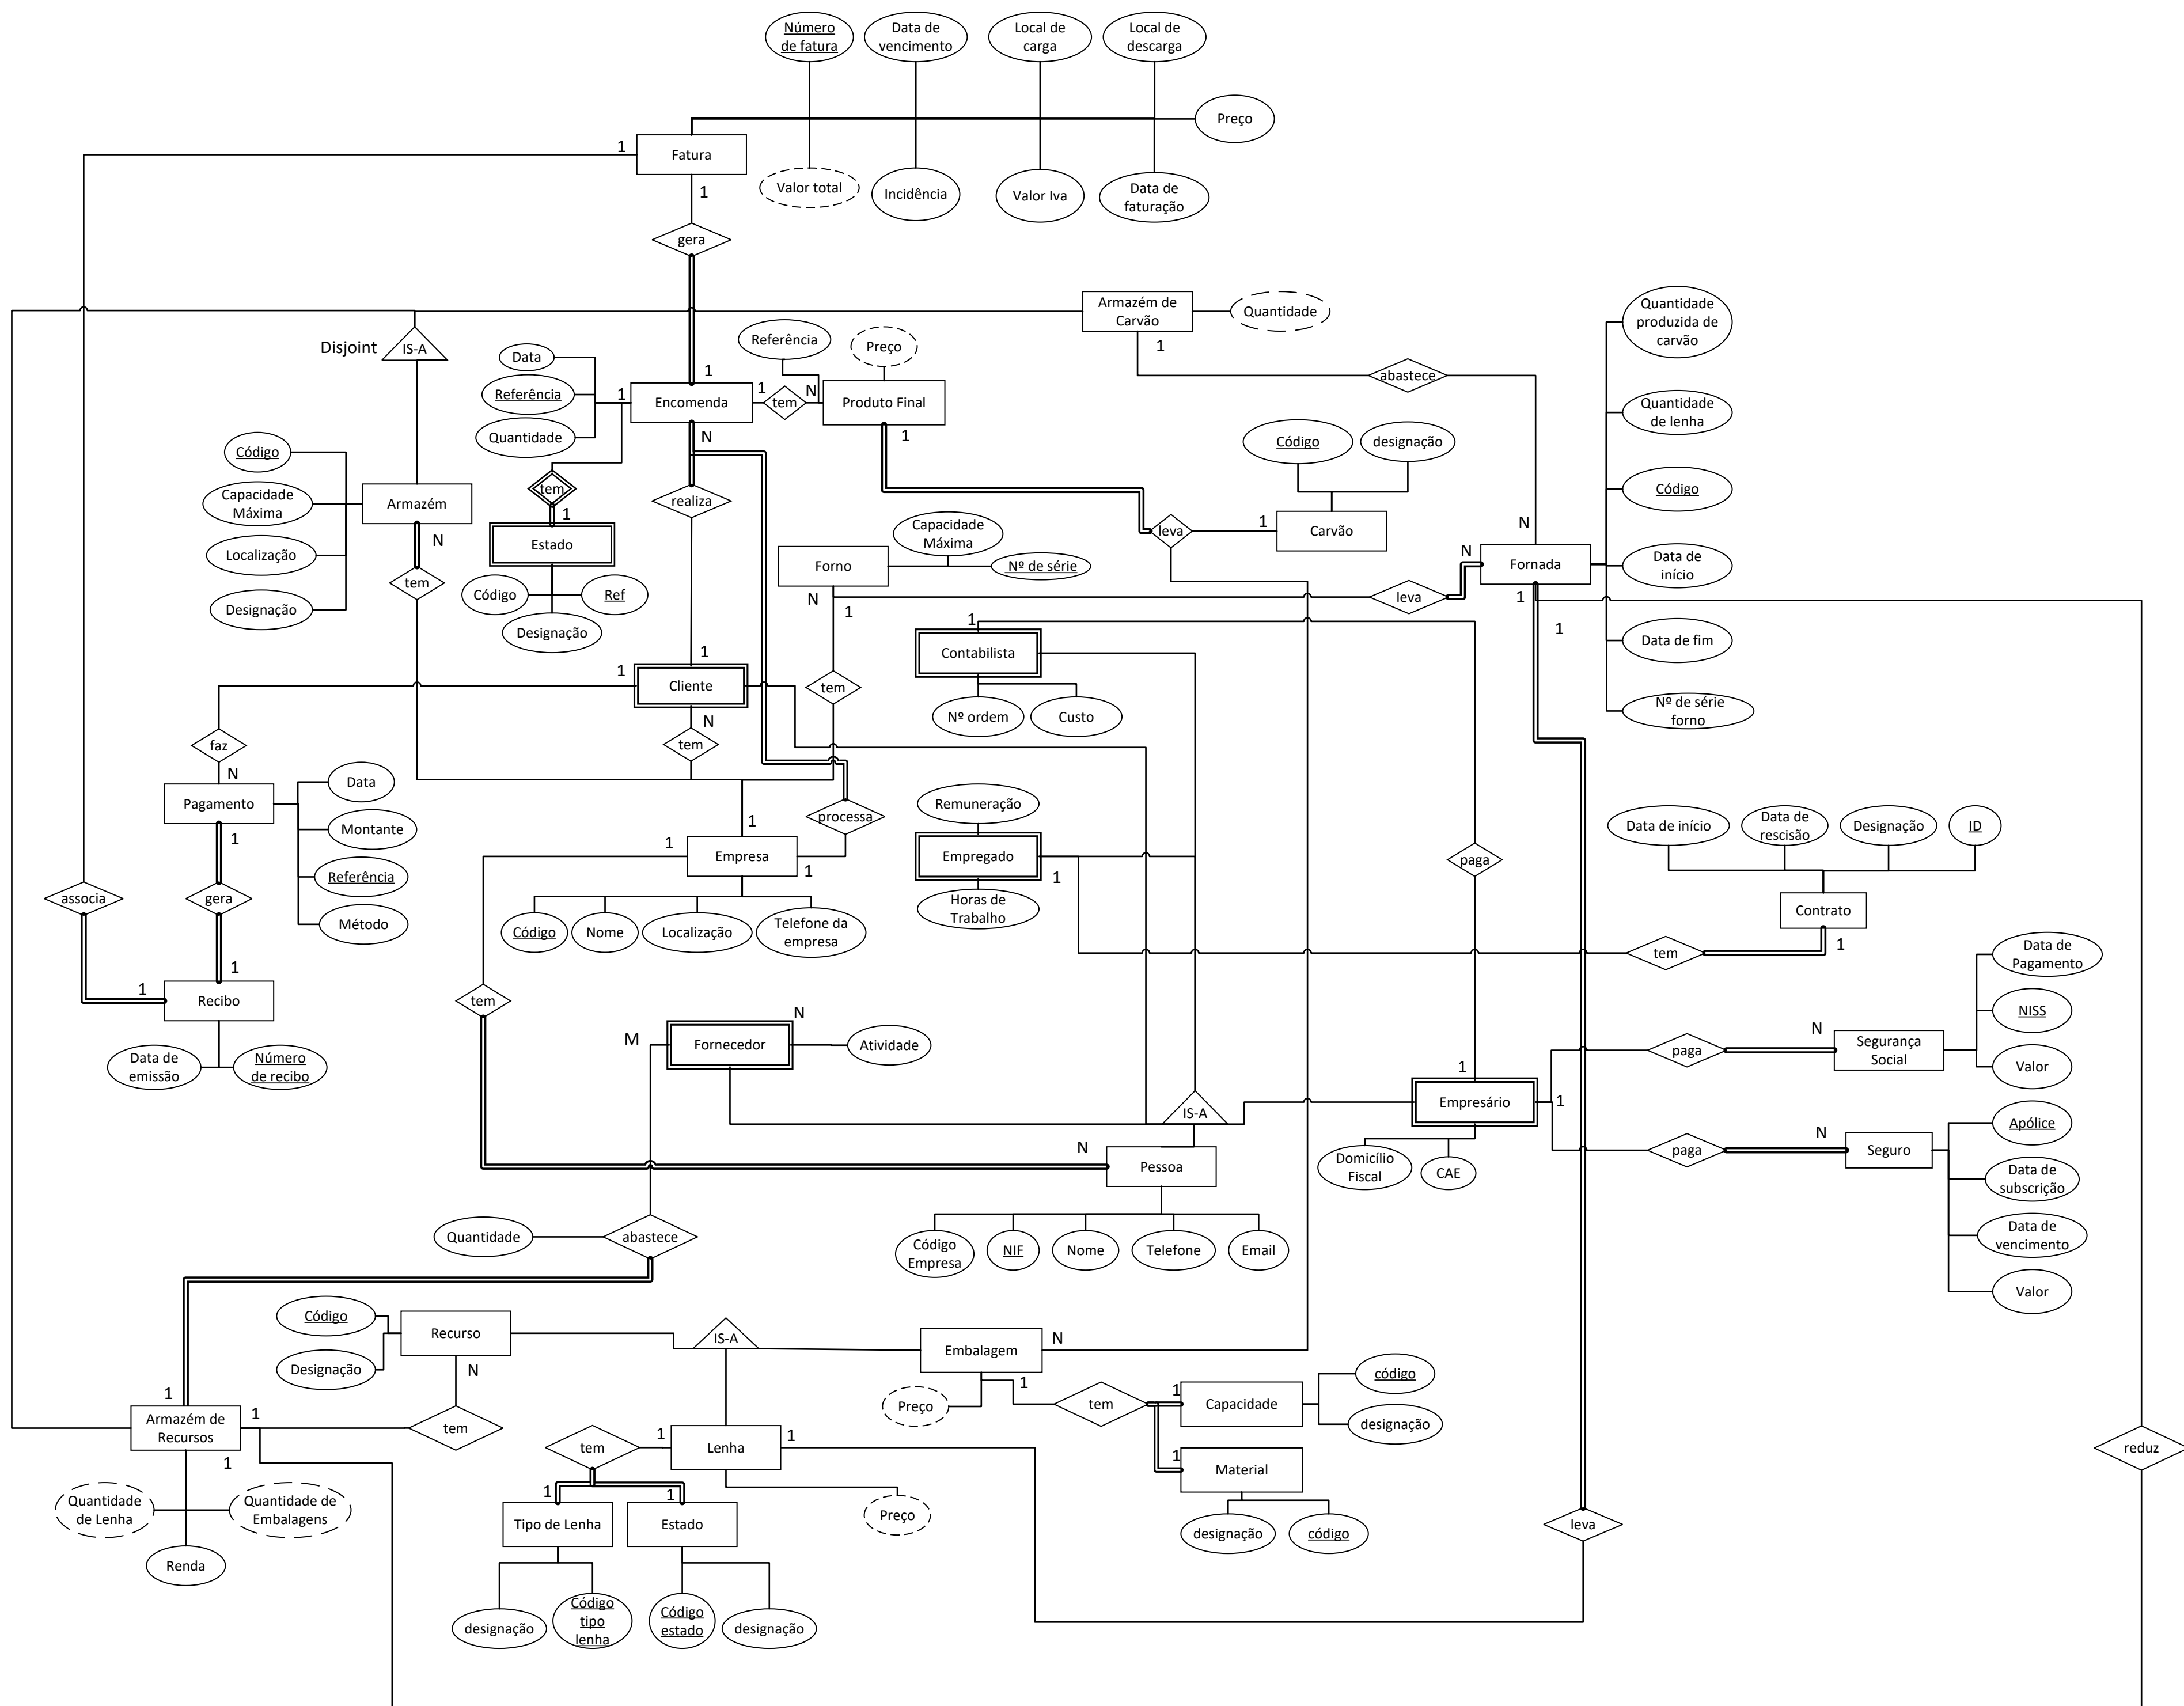 Número
de fatura
Data de
vencimento
Local de
carga
Local de
descarga
Preço
1
Fatura
1
Valor total
Incidência
Valor Iva
Data de
faturação
gera
Armazém de
Carvão
Quantidade
1
Quantidade
produzida de
carvão
Disjoint
IS-A
Referência
Preço
Data
Referência
Quantidade
1
1
Encomenda
1
tem
N
Produto Final
1
N
abastece
Quantidade
de lenha
Código
Capacidade
Máxima
Localização
Designação
Armazém
N
tem
tem
1
Estado
Código
Ref
Designação
realiza
Código
designação
leva
1
Carvão
Código
N
Forno
Capacidade
Máxima
Nº de série
N
1
leva
N
Fornada
1
1
Data de
início
Data de fim
Nº de série
forno
1
Contabilista
Nº ordem
Custo
1
1
Cliente
N
tem
tem
faz
N
Pagamento
1
Data
Montante
Referência
Método
processa
Remuneração
Empregado
1
Horas de
Trabalho
paga
Data de início
Data de
rescisão
Designação
ID
Contrato
1
tem
1
1
Empresa
1
Código
Nome
Localização
Telefone da
empresa
associa
gera
1
1
Recibo
Data de
emissão
Número
de recibo
tem
M
N
Fornecedor
Atividade
Data de
Pagamento
NISS
Valor
N
Segurança
Social
paga
1
Empresário
1
Domicílio
Fiscal
CAE
IS-A
N
Pessoa
paga
N
Seguro
Apólice
Data de
subscrição
Data de
vencimento
Valor
Quantidade
abastece
Código
Empresa
NIF
Nome
Telefone
Email
Código
Designação
Recurso
N
IS-A
Embalagem
N
1
Preço
tem
1
Capacidade
código
designação
1
Material
designação
código
1
Armazém de
Recursos
1
1
tem
Quantidade
de Lenha
Quantidade de
Embalagens
Renda
tem
1
Lenha
1
Preço
1
1
Tipo de Lenha
Estado
designação
Código
tipo
lenha
Código
estado
designação
leva
reduz